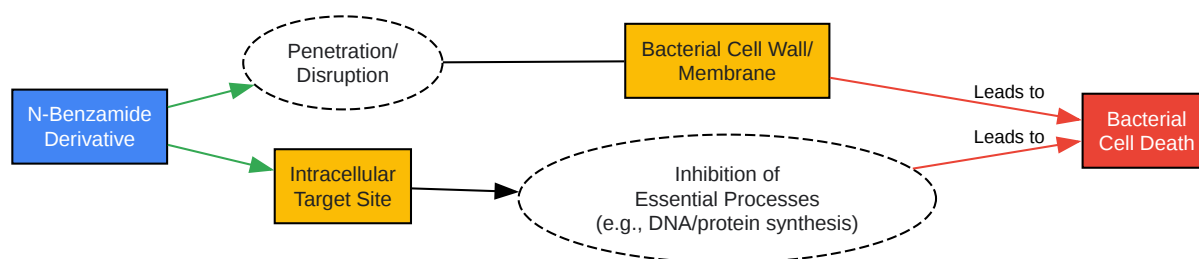 N-Benzamide
Derivative
Penetration/
Disruption
Bacterial Cell Wall/
Membrane
Leads to
Bacterial
Cell Death
Intracellular
Target Site
Inhibition of
Essential Processes
(e.g., DNA/protein synthesis)
Leads to